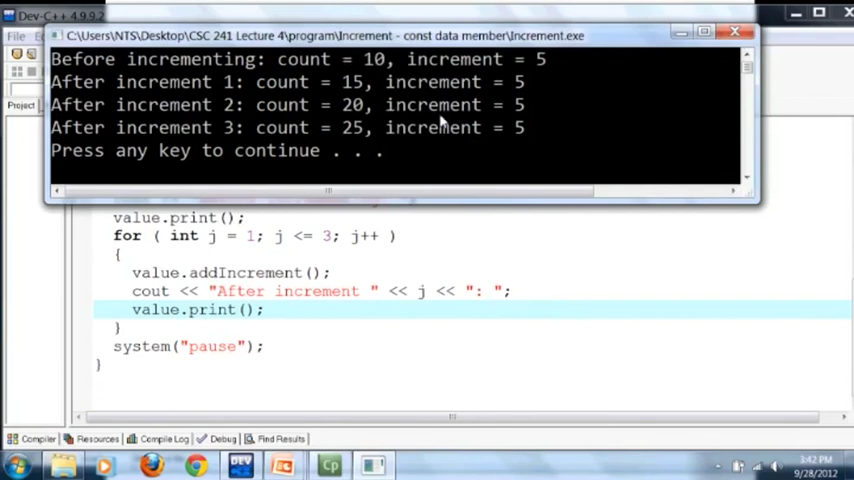 Dev-C++ 4.9.9.2
C:\Users\NTS\Desktop\CSC 241 Lecture 4\program\Increment - const data member\Increment.exe
File
Before incrementing: count = 10, increment = 5
After increment 1: count = 15, increment = 5
After increment 2: count = 20, increment = 5
Project
After increment 3: count = 25, increment = 5
Press any key to continue . . .
value.print();
for ( int j = 1; j <= 3; j++ )
{
value.addIncrement();
cout << "After increment " << j << ": ";
value.print();
}
system("pause");
}
Compiler Resources Compile Log Debug Find Results
DEV Cp
3:42 PM
9/28/2012